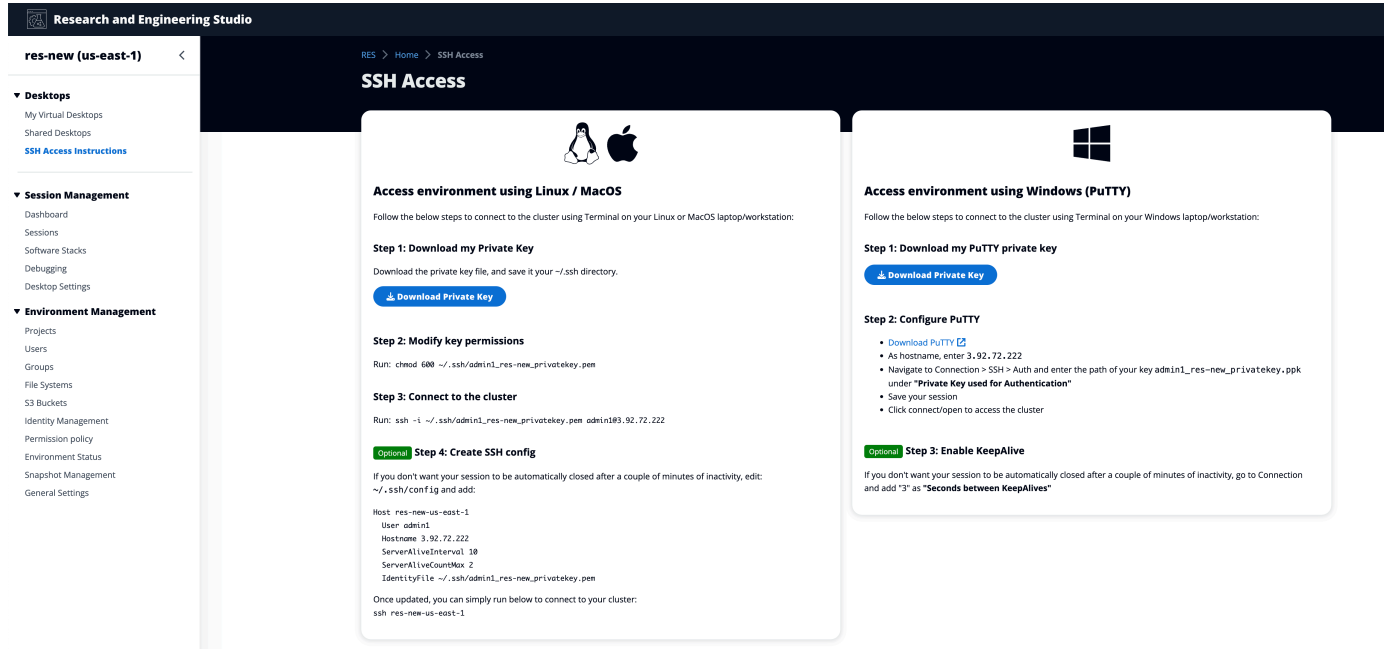 Research and Engineering Studio
res-new (us-east-1)
Desktops
My Virtual Desktops
Shared Desktops
SSH Access Instructions
Session Management
Dashboard
Sessions
Software Stacks
Debugging
Desktop Settings
Environment Management
Projects
Users
Groups
File Systems
S3 Buckets
Identity Management
Permission policy
Environment Status
Snapshot Management
General Settings
RES > Home > SSH Access
SSH Access
Access environment using Linux / MacOS
Follow the below steps to connect to the cluster using Terminal on your Linux or MacOS laptop/workstation:
Step 1: Download my Private Key
Download the private key file, and save it your ~/.ssh directory.
Download Private Key
Step 2: Modify key permissions
Run: chmod 600 ~/.ssh/admin1_res-new_privatekey.pem
Step 3: Connect to the cluster
Run: ssh -i ~/.ssh/admin1_res-new_privatekey.pem admin1@3.92.72.222
Optional Step 4: Create SSH config
If you don't want your session to be automatically closed after a couple of minutes of inactivity, edit:
~/.ssh/config and add:
Host res-new-us-east-1
User admin1
Hostname 3.92.72.222
ServerAliveInterval 10
ServerAliveCountMax 2
IdentityFile ~/.ssh/admin1_res-new_privatekey.pem
Once updated, you can simply run below to connect to your cluster:
ssh res-new-us-east-1
Access environment using Windows (PuTTY)
Follow the below steps to connect to the cluster using Terminal on your Windows laptop/workstation:
Step 1: Download my PuTTY private key
Download Private Key
Step 2: Configure PuTTY
• Download PuTTY
• As hostname, enter 3.92.72.222
• Navigate to Connection > SSH > Auth and enter the path of your key admin1_res-new_privatekey.ppk
under "Private Key used for Authentication"
• Save your session
• Click connect/open to access the cluster
Optional Step 3: Enable KeepAlive
If you don't want your session to be automatically closed after a couple of minutes of inactivity, go to Connection
and add "3" as "Seconds between KeepAlives"